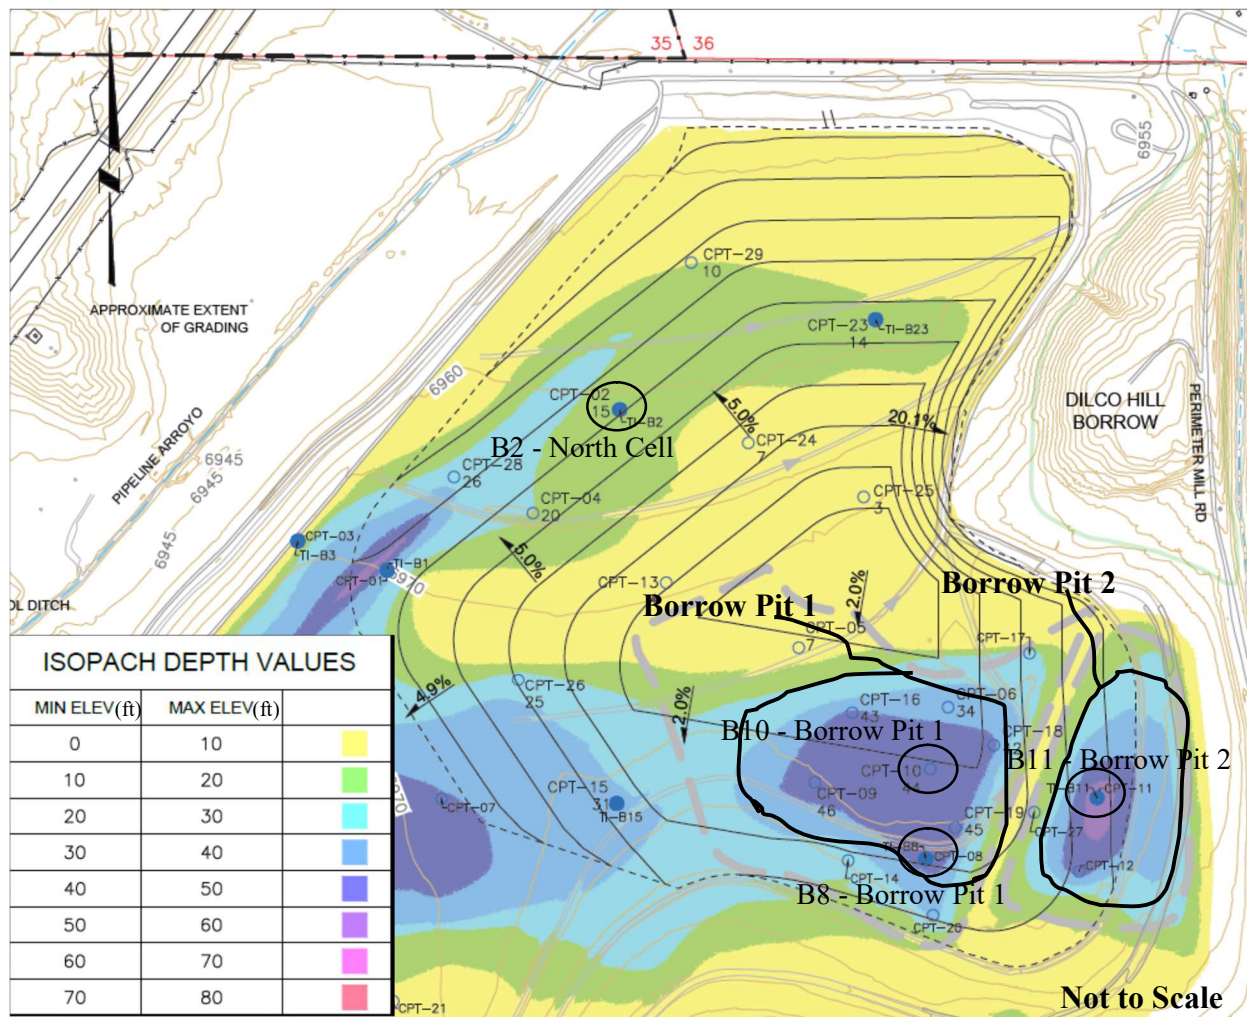 35 36
6955
CPT-29
10
APPROXIMATE EXTENT
OF GRADING
CPT-23
14
TI-B23
6960
CPT-02
15
TI-B2
5.0%
20.1%
DILCO HILL
BORROW
PERIMETER MILL RD
PIPELINE ARROYO
B2 - North Cell
CPT-24
7
6945
6945
CPT-28
26
CPT-25
3
CPT-04
20
CPT-03
TI-B3
6945
5.0%
TI-B1
CPT-01
6970
CPT-13
2.0%
Borrow Pit 1
Borrow Pit 2
OL DITCH
CPT-05
7
CPT-17
ISOPACH DEPTH VALUES
MIN ELEV(ft) MAX ELEV(ft)
0 10
10 20
20 30
30 40
40 50
50 60
60 70
70 80
4.9%
CPT-26
25
2.0%
CPT-16
43
CPT-06
34
B10 - Borrow Pit 1
CPT-18
B11 - Borrow Pit 2
CPT-10
44
CPT-07
CPT-15
31
TI-B15
CPT-09
46
TI-B11
CPT-11
CPT-19
45
CPT-27
TI-B8
CPT-08
CPT-14
CPT-12
B8 - Borrow Pit 1
CPT-20
CPT-21
Not to Scale